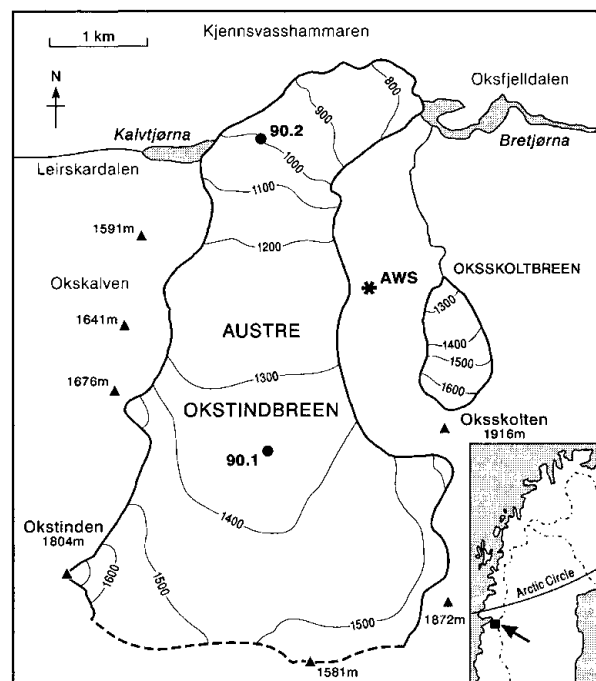 1 km
Kjennsvasshammaren
N
Oksfjelldalen
800
900
90.2
Kalvtjørna
Bretjørna
1000
Leirskardalen
1100
1591m
1200
OKSSKOLTBREEN
AWS
Okskalven
1300
1641m
AUSTRE
1400
1500
1300
1676m
1600
OKSTINDBREEN
Oksskolten
1916m
90.1
Okstinden
1804m
1400
1600
1500
Arctic Circle
1500
1872m
1581m